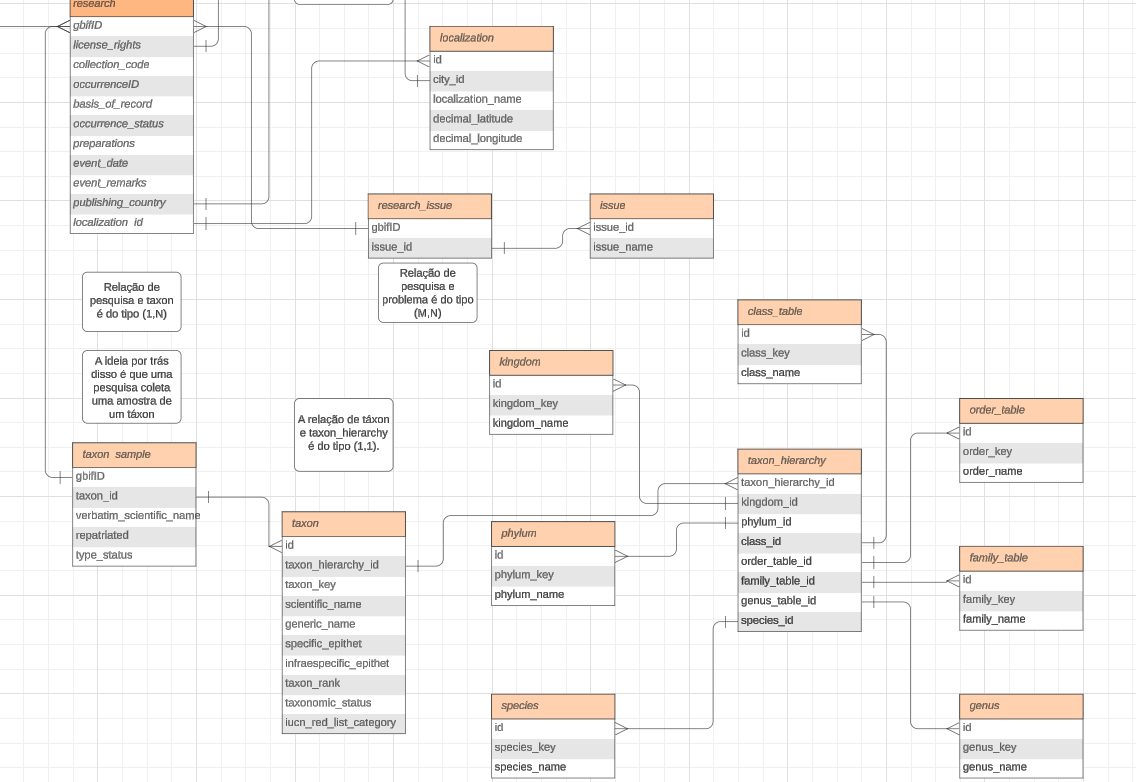 research
gbifID
license_rights
collection_code
occurrenceID
basis_of_record
occurrence_status
preparations
event_date
event_remarks
publishing_country
localization_id
localization
id
city_id
localization_name
decimal_latitude
decimal_longitude
research_issue
gbifID
issue_id
issue
issue_id
issue_name
Relação de
pesquisa e taxon
é do tipo (1,N)
Relação de
pesquisa e
problema é do tipo
(M,N)
A ideia por trás
disso é que uma
pesquisa coleta
uma amostra de
um táxon
A relação de táxon
e taxon_hierarchy
é do tipo (1,1).
kingdom
id
kingdom_key
kingdom_name
class_table
id
class_key
class_name
order_table
id
order_key
order_name
taxon_sample
gbifID
taxon_id
verbatim_scientific_name
repatriated
type_status
taxon
id
taxon_hierarchy_id
taxon_key
scientific_name
generic_name
specific_epithet
infraespecific_epithet
taxon_rank
taxonomic_status
iucn_red_list_category
phylum
id
phylum_key
phylum_name
taxon_hierarchy
taxon_hierarchy_id
kingdom_id
phylum_id
class_id
order_table_id
family_table_id
genus_table_id
species_id
family_table
id
family_key
family_name
species
id
species_key
species_name
genus
id
genus_key
genus_name